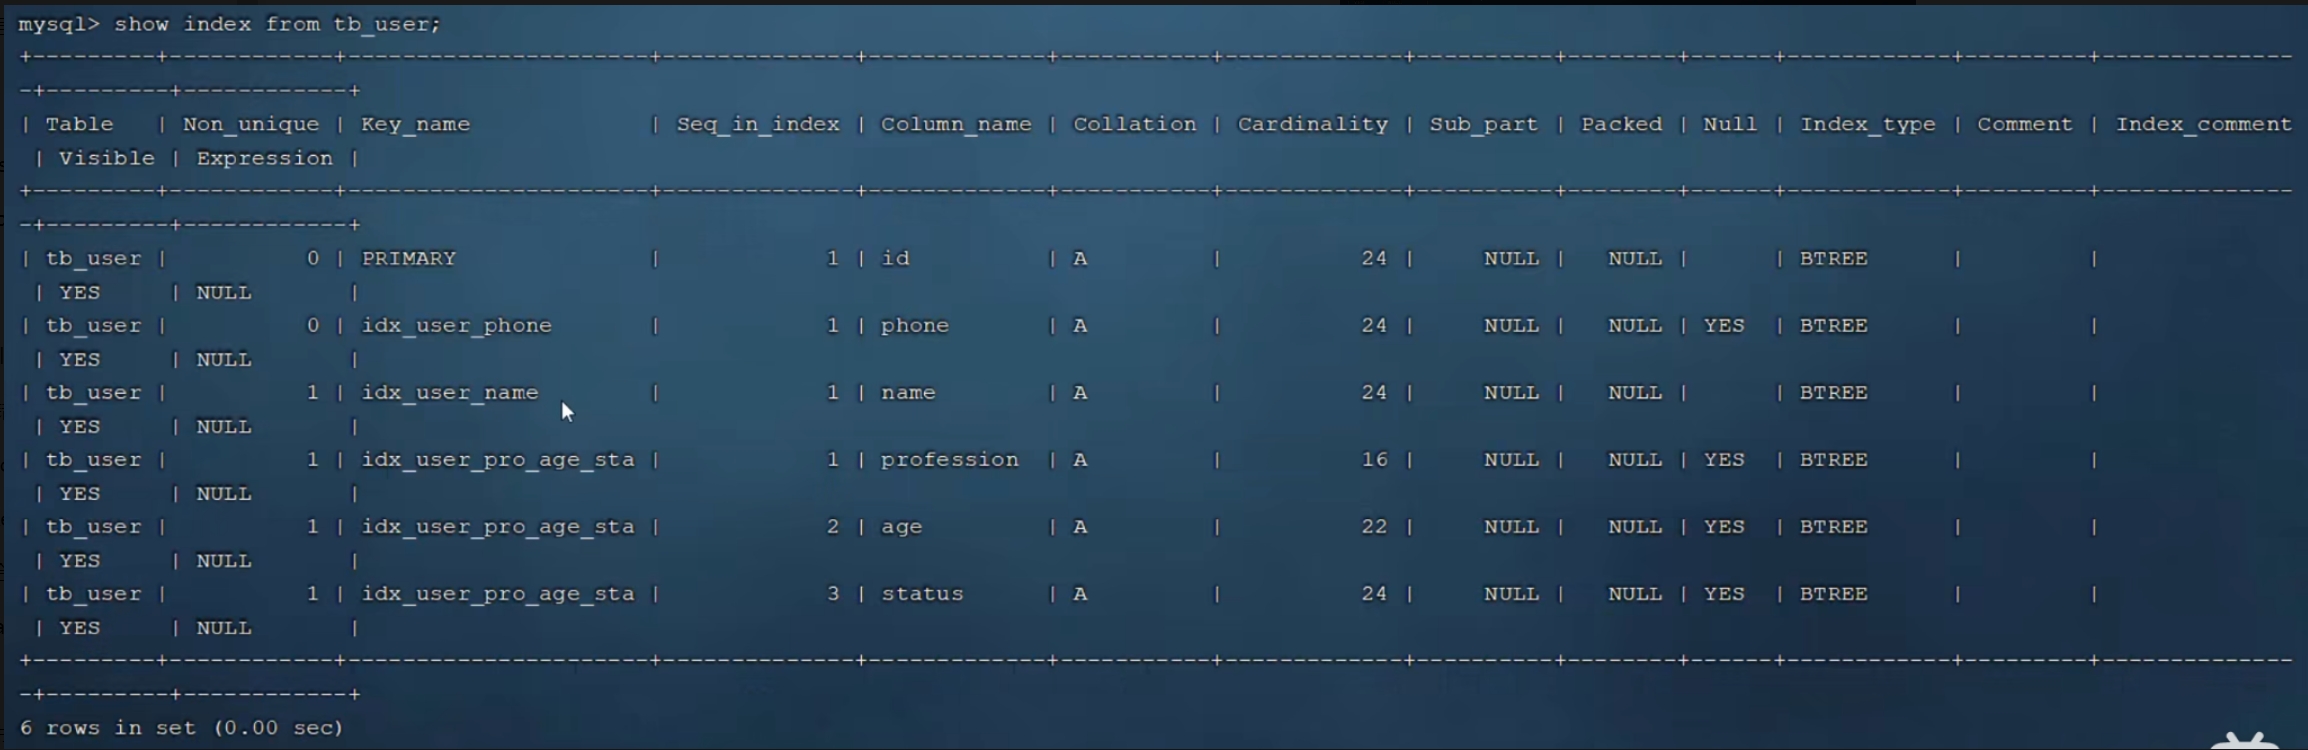 mysql> show index from tb_user;
+---------+------------+----------------------+--------------+-------------+-----------+-------------+----------+--------+------+------------+---------+--------------
-+---------+------------+
| Table   | Non_unique | Key_name             | Seq_in_index | Column_name | Collation | Cardinality | Sub_part | Packed | Null | Index_type | Comment | Index_comment
 | Visible | Expression |
+---------+------------+----------------------+--------------+-------------+-----------+-------------+----------+--------+------+------------+---------+--------------
-+---------+------------+
| tb_user |          0 | PRIMARY              |            1 | id          | A         |          24 |     NULL |   NULL |      | BTREE      |         |
 | YES     | NULL       |
| tb_user |          0 | idx_user_phone       |            1 | phone       | A         |          24 |     NULL |   NULL | YES  | BTREE      |         |
 | YES     | NULL       |
| tb_user |          1 | idx_user_name        |            1 | name        | A         |          24 |     NULL |   NULL |      | BTREE      |         |
 | YES     | NULL       |
| tb_user |          1 | idx_user_pro_age_sta |            1 | profession  | A         |          16 |     NULL |   NULL | YES  | BTREE      |         |
 | YES     | NULL       |
| tb_user |          1 | idx_user_pro_age_sta |            2 | age         | A         |          22 |     NULL |   NULL | YES  | BTREE      |         |
 | YES     | NULL       |
| tb_user |          1 | idx_user_pro_age_sta |            3 | status      | A         |          24 |     NULL |   NULL | YES  | BTREE      |         |
 | YES     | NULL       |
+---------+------------+----------------------+--------------+-------------+-----------+-------------+----------+--------+------+------------+---------+--------------
-+---------+------------+
6 rows in set (0.00 sec)